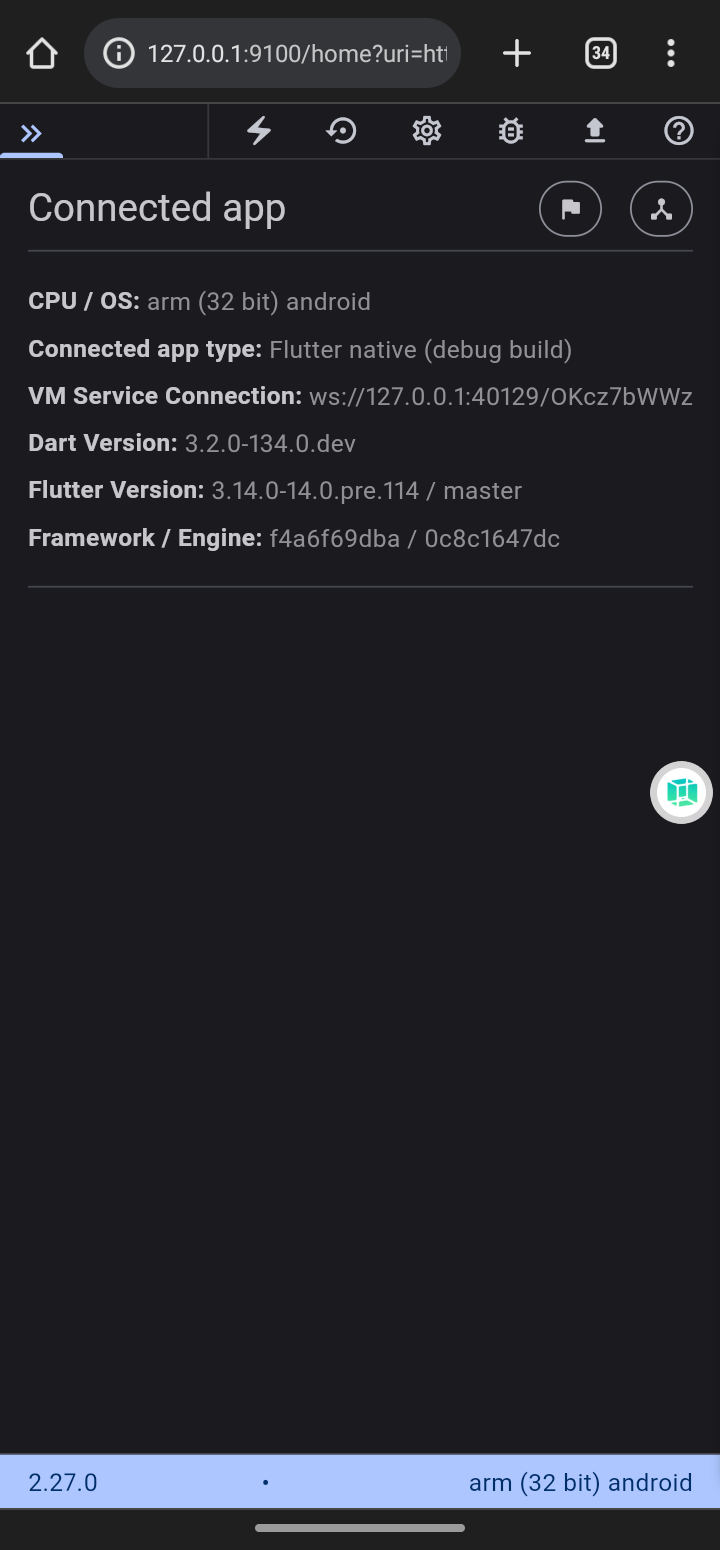 127.0.0.1:9100/home?uri=htt
34
Connected app
CPU / OS: arm (32 bit) android
Connected app type: Flutter native (debug build)
VM Service Connection: ws://127.0.0.1:40129/OKcz7bWWz
Dart Version: 3.2.0-134.0.dev
Flutter Version: 3.14.0-14.0.pre.114 / master
Framework / Engine: f4a6f69dba / 0c8c1647dc
2.27.0 • arm (32 bit) android